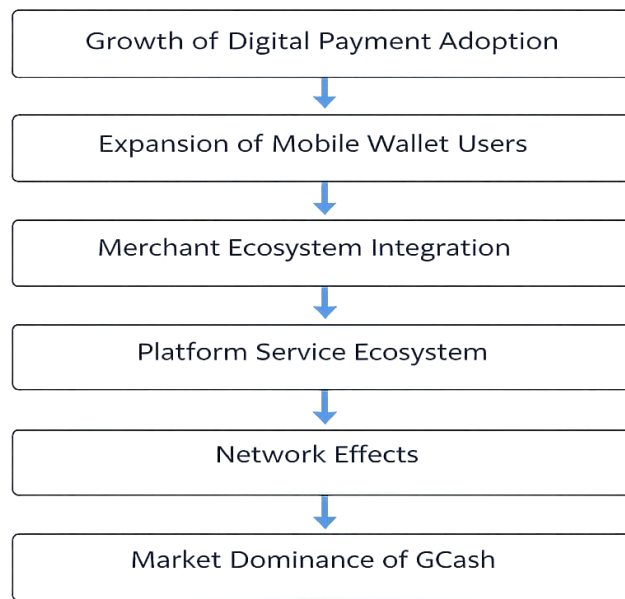 Growth of Digital Payment Adoption
Expansion of Mobile Wallet Users
Merchant Ecosystem Integration
Platform Service Ecosystem
Network Effects
Market Dominance of GCash